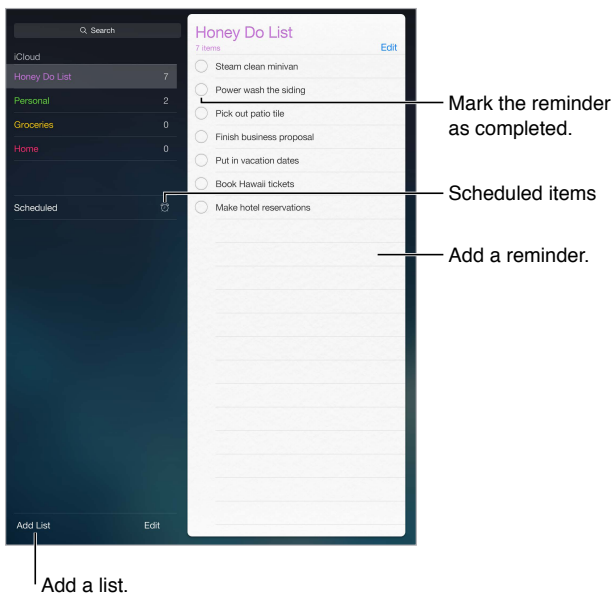 Search
iCloud
Honey Do List 7
Personal 2
Groceries 0
Home 0
Scheduled
Add List Edit
Honey Do List
7 items Edit
Steam clean minivan
Power wash the siding
Pick out patio tile
Finish business proposal
Put in vacation dates
Book Hawaii tickets
Make hotel reservations
Mark the reminder
as completed.
Scheduled items
Add a reminder.
Add a list.